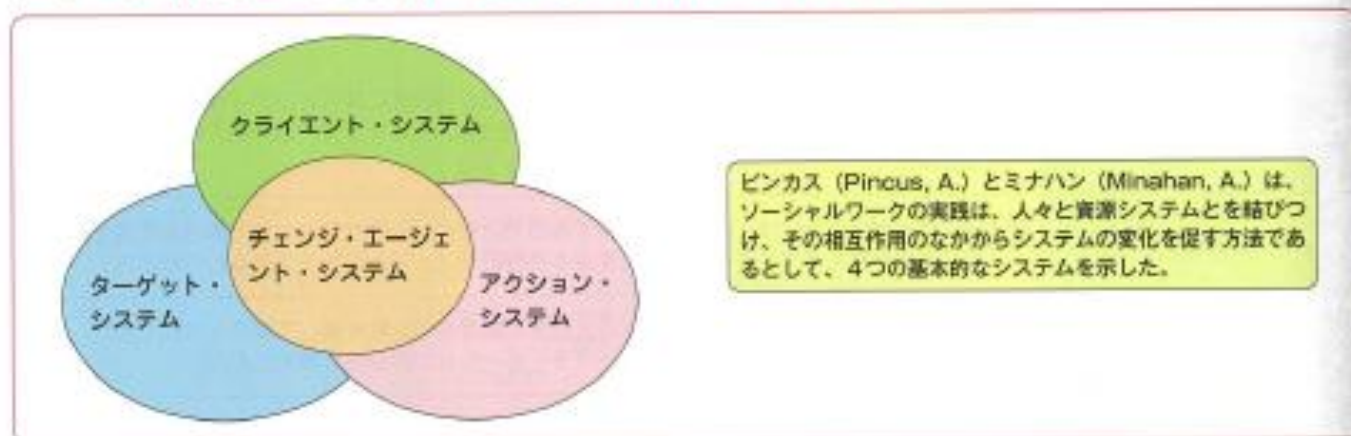 クライエント・システム
チェンジ・エージェ
ント・システム
ターゲット・
システム
アクション・
システム
ピンカス（Pincus, A.）とミナハン（Minahan, A.）は、
ソーシャルワークの実践は、人々と資源システムとを結びつ
け、その相互作用のなかからシステムの変化を促す方法であ
るとして、4つの基本的なシステムを示した。